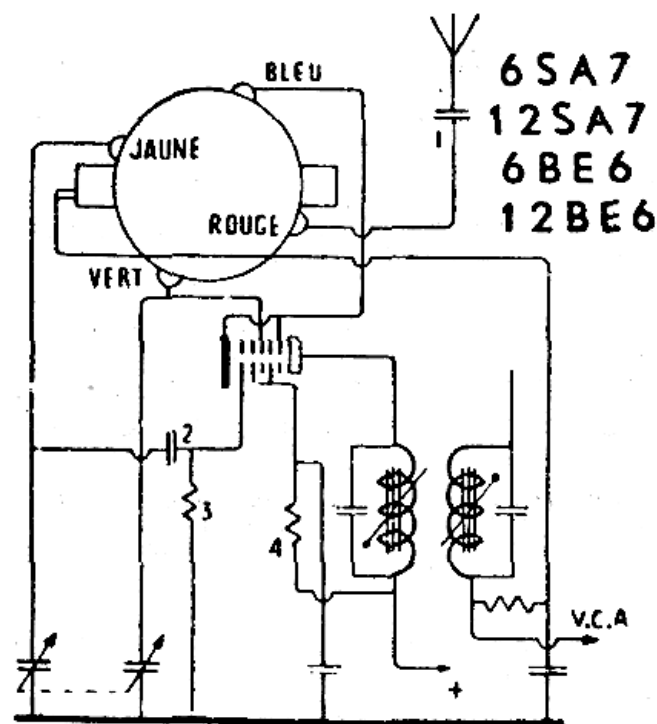 BLEU
JAUNE
ROUGE
VERT
6SA7
12SA7
6BE6
12BE6
1
2
3
4
V.C.A
+